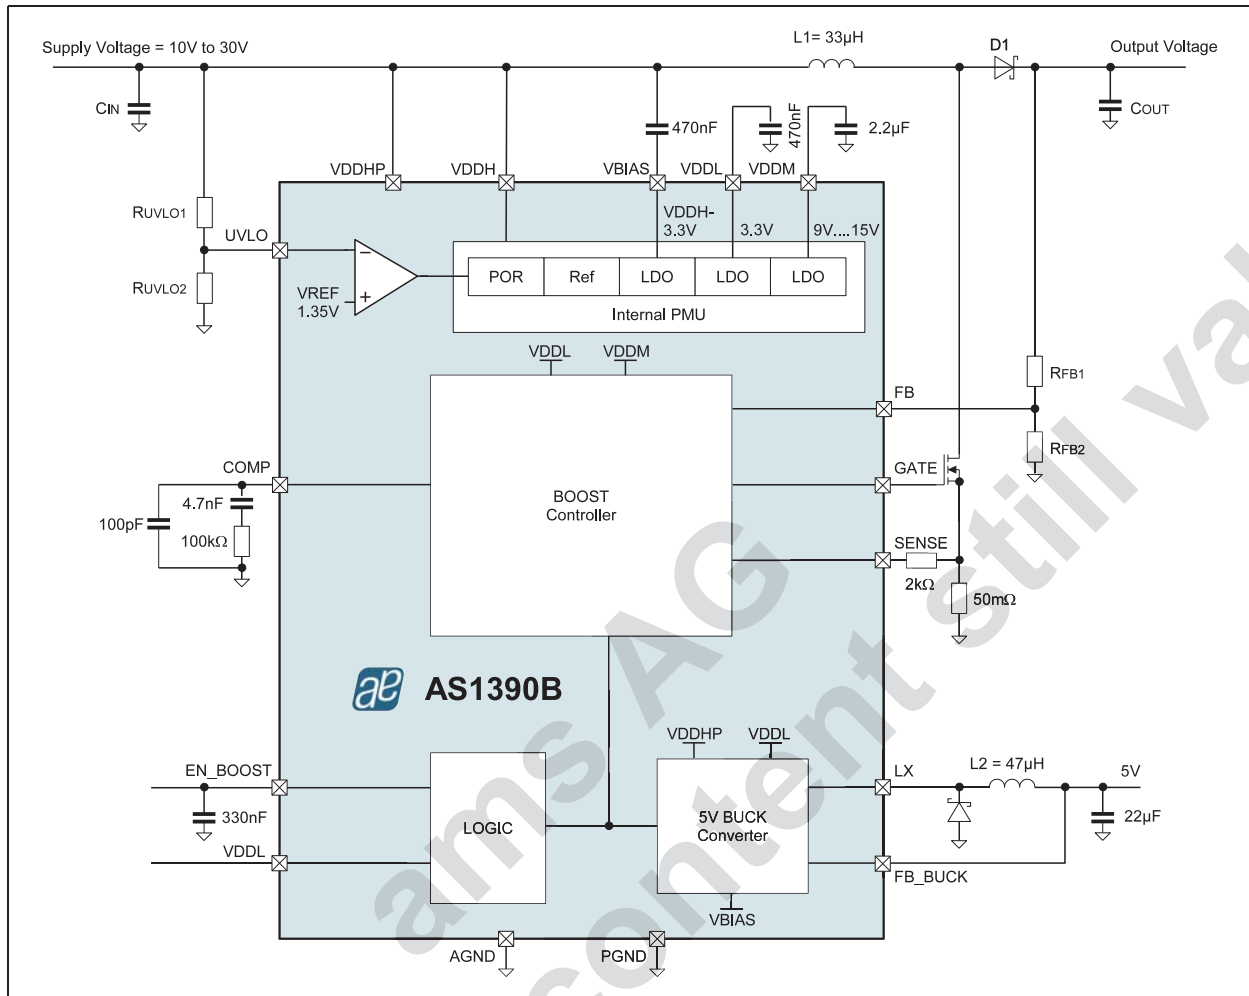 L1= 33µH
D1
Supply Voltage = 10V to 30V
Output Voltage
CIN
COUT
470nF
470nF
2.2µF
VDDHP
VDDH
VBIAS
VDDL
VDDM
RUVLO1
UVLO
RUVLO2
VDDH-
3.3V
3.3V
9V....15V
−
+
VREF
1.35V
POR
Ref
LDO
LDO
LDO
Internal PMU
VDDL
VDDM
RFB1
FB
RFB2
COMP
GATE
BOOST
Controller
4.7nF
100pF
100kΩ
SENSE
2kΩ
50mΩ
ae
AS1390B
VDDHP
VDDL
EN_BOOST
LX
L2 = 47µH
5V
330nF
LOGIC
5V BUCK
Converter
22µF
VDDL
FB_BUCK
VBIAS
AGND
PGND
ams AG
content still val